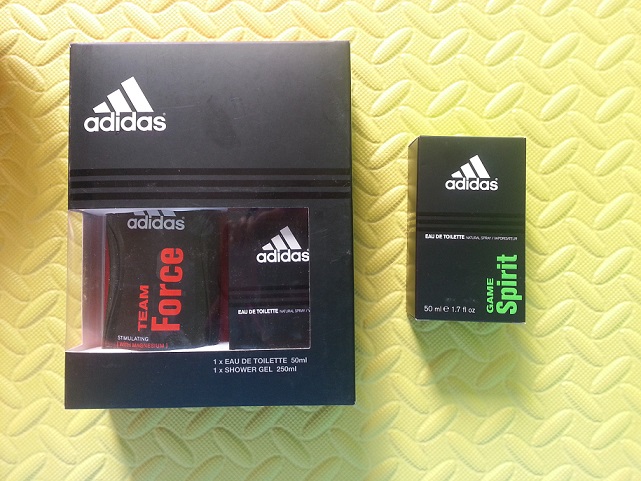 adidas
adidas
TEAM
Force
STIMULATING
adidas
EAU DE TOILETTE NATURAL SPRAY
1 x EAU DE TOILETTE 50ml
1 x SHOWER GEL 250ml
adidas
EAU DE TOILETTE NATURAL SPRAY / VAPORISATEUR
GAME
Spirit
50 ml e 1.7 fl oz